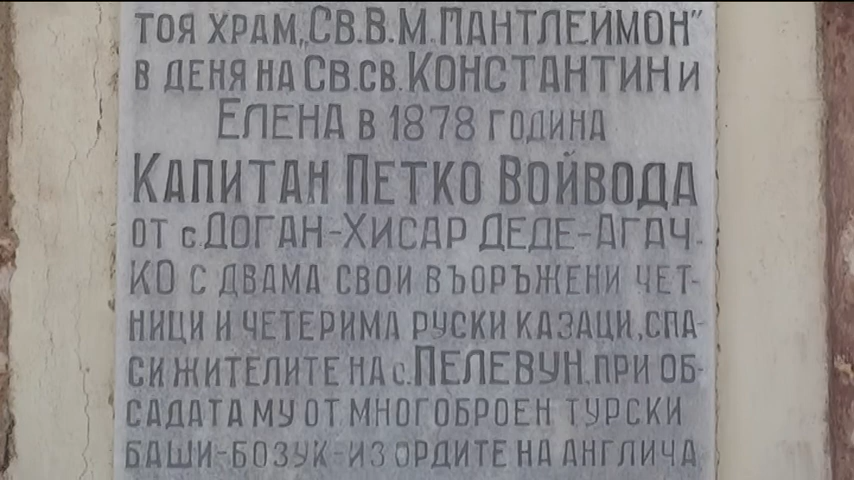 ТОЯ ХРАМ,„СВ.В.М.ПАНТЛЕЙМОН"
В ДЕНЯ НА СВ.СВ.КОНСТАНТИН И
ЕЛЕНА В 1878 ГОДИНА
КАПИТАН ПЕТКО ВОЙВОДА
ОТ С.ДОГАН-ХИСАР ДЕДЕ-АГАЧ-
КО С ДВАМА СВОИ ВЪОРЪЖЕНИ ЧЕТ-
НИЦИ И ЧЕТЕРИМА РУСКИ КАЗАЦИ,СПА-
СИ ЖИТЕЛИТЕ НА С.ПЕЛЕВУН.ПРИ ОБ-
САДАТА МУ ОТ МНОГОБРОЕН ТУРСКИ
БАШИ-БОЗУК-ИЗ ОРДИТЕ НА АНГЛИЧА